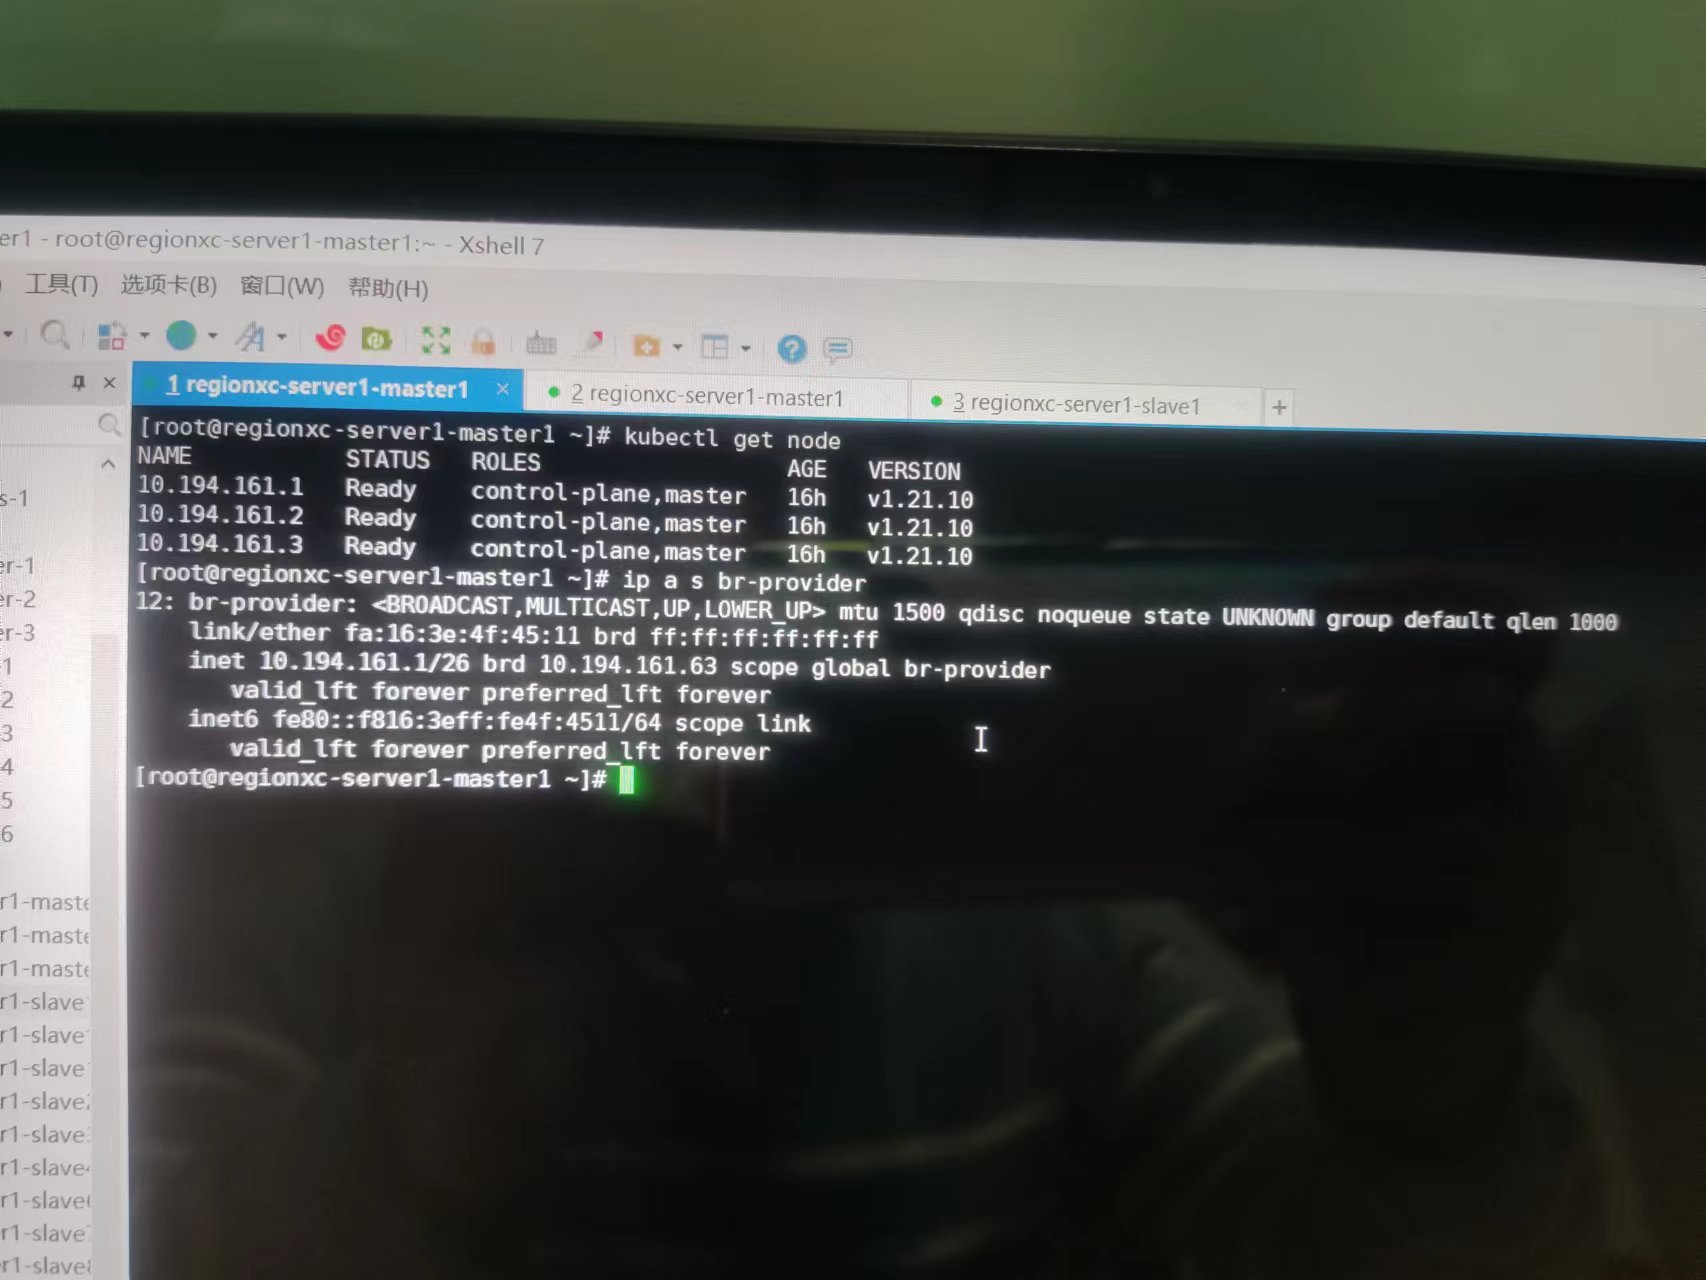 er1 - root@regionxc-server1-master1:~ - Xshell 7
工具(T) 选项卡(B) 窗口(W) 帮助(H)
1 regionxc-server1-master1 × 2 regionxc-server1-master1 3 regionxc-server1-slave1 +
[root@regionxc-server1-master1 ~]# kubectl get node
NAME STATUS ROLES AGE VERSION
10.194.161.1 Ready control-plane,master 16h v1.21.10
10.194.161.2 Ready control-plane,master 16h v1.21.10
10.194.161.3 Ready control-plane,master 16h v1.21.10
[root@regionxc-server1-master1 ~]# ip a s br-provider
12: br-provider: <BROADCAST,MULTICAST,UP,LOWER_UP> mtu 1500 qdisc noqueue state UNKNOWN group default qlen 1000
link/ether fa:16:3e:4f:45:11 brd ff:ff:ff:ff:ff:ff
inet 10.194.161.1/26 brd 10.194.161.63 scope global br-provider
valid_lft forever preferred_lft forever
inet6 fe80::f816:3eff:fe4f:4511/64 scope link
valid_lft forever preferred_lft forever
[root@regionxc-server1-master1 ~]#
s-1
er-1
er-2
er-3
1
2
3
4
5
6
r1-maste
r1-maste
r1-maste
r1-slave
r1-slave
r1-slave
r1-slave
r1-slave
r1-slave
r1-slave
r1-slave
r1-slave